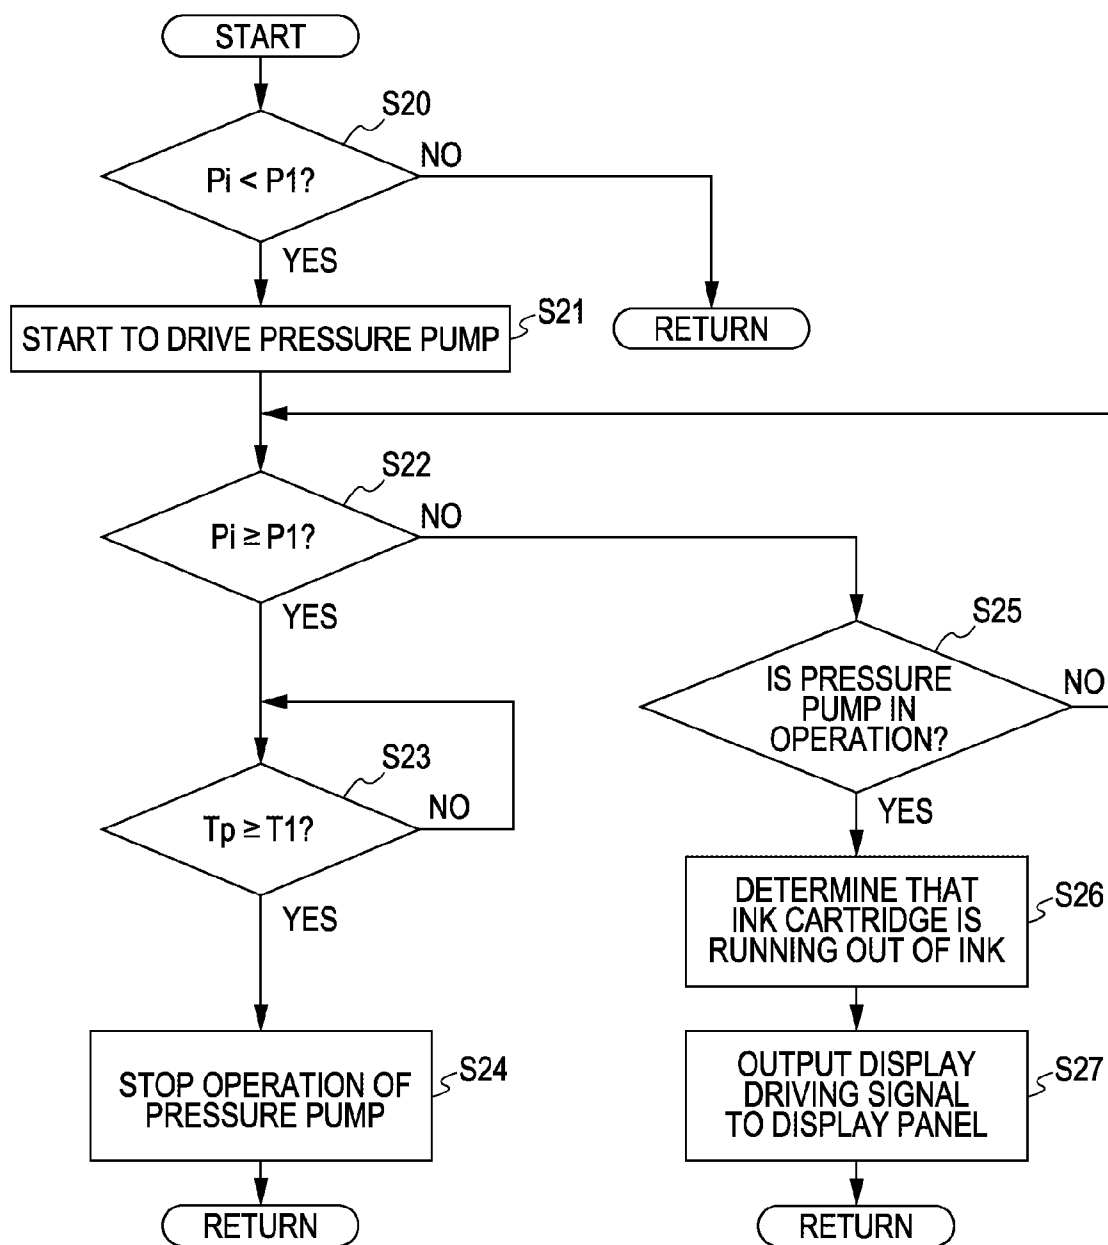 START
S20
Pi < P1?
NO
YES
START TO DRIVE PRESSURE PUMP
S21
RETURN
S22
Pi ≥ P1?
NO
YES
S25
IS PRESSURE
PUMP IN
OPERATION?
NO
YES
S23
Tp ≥ T1?
NO
YES
DETERMINE THAT
INK CARTRIDGE IS
RUNNING OUT OF INK
S26
STOP OPERATION OF
PRESSURE PUMP
S24
OUTPUT DISPLAY
DRIVING SIGNAL
TO DISPLAY PANEL
S27
RETURN
RETURN